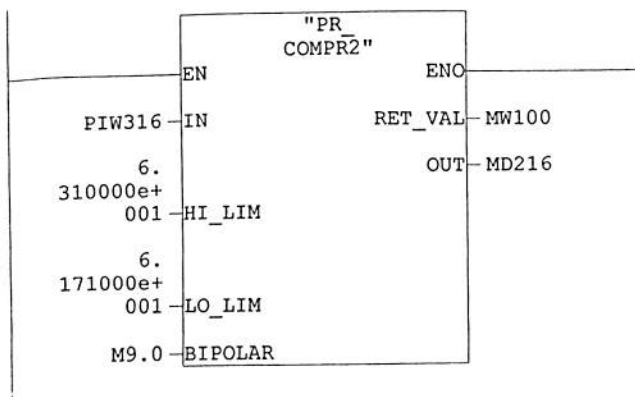 "PR_
COMPR2"
EN ENO
PIW316 IN RET_VAL MW100
OUT MD216
6.
310000e+
001 HI_LIM
6.
171000e+
001 LO_LIM
M9.0 BIPOLAR